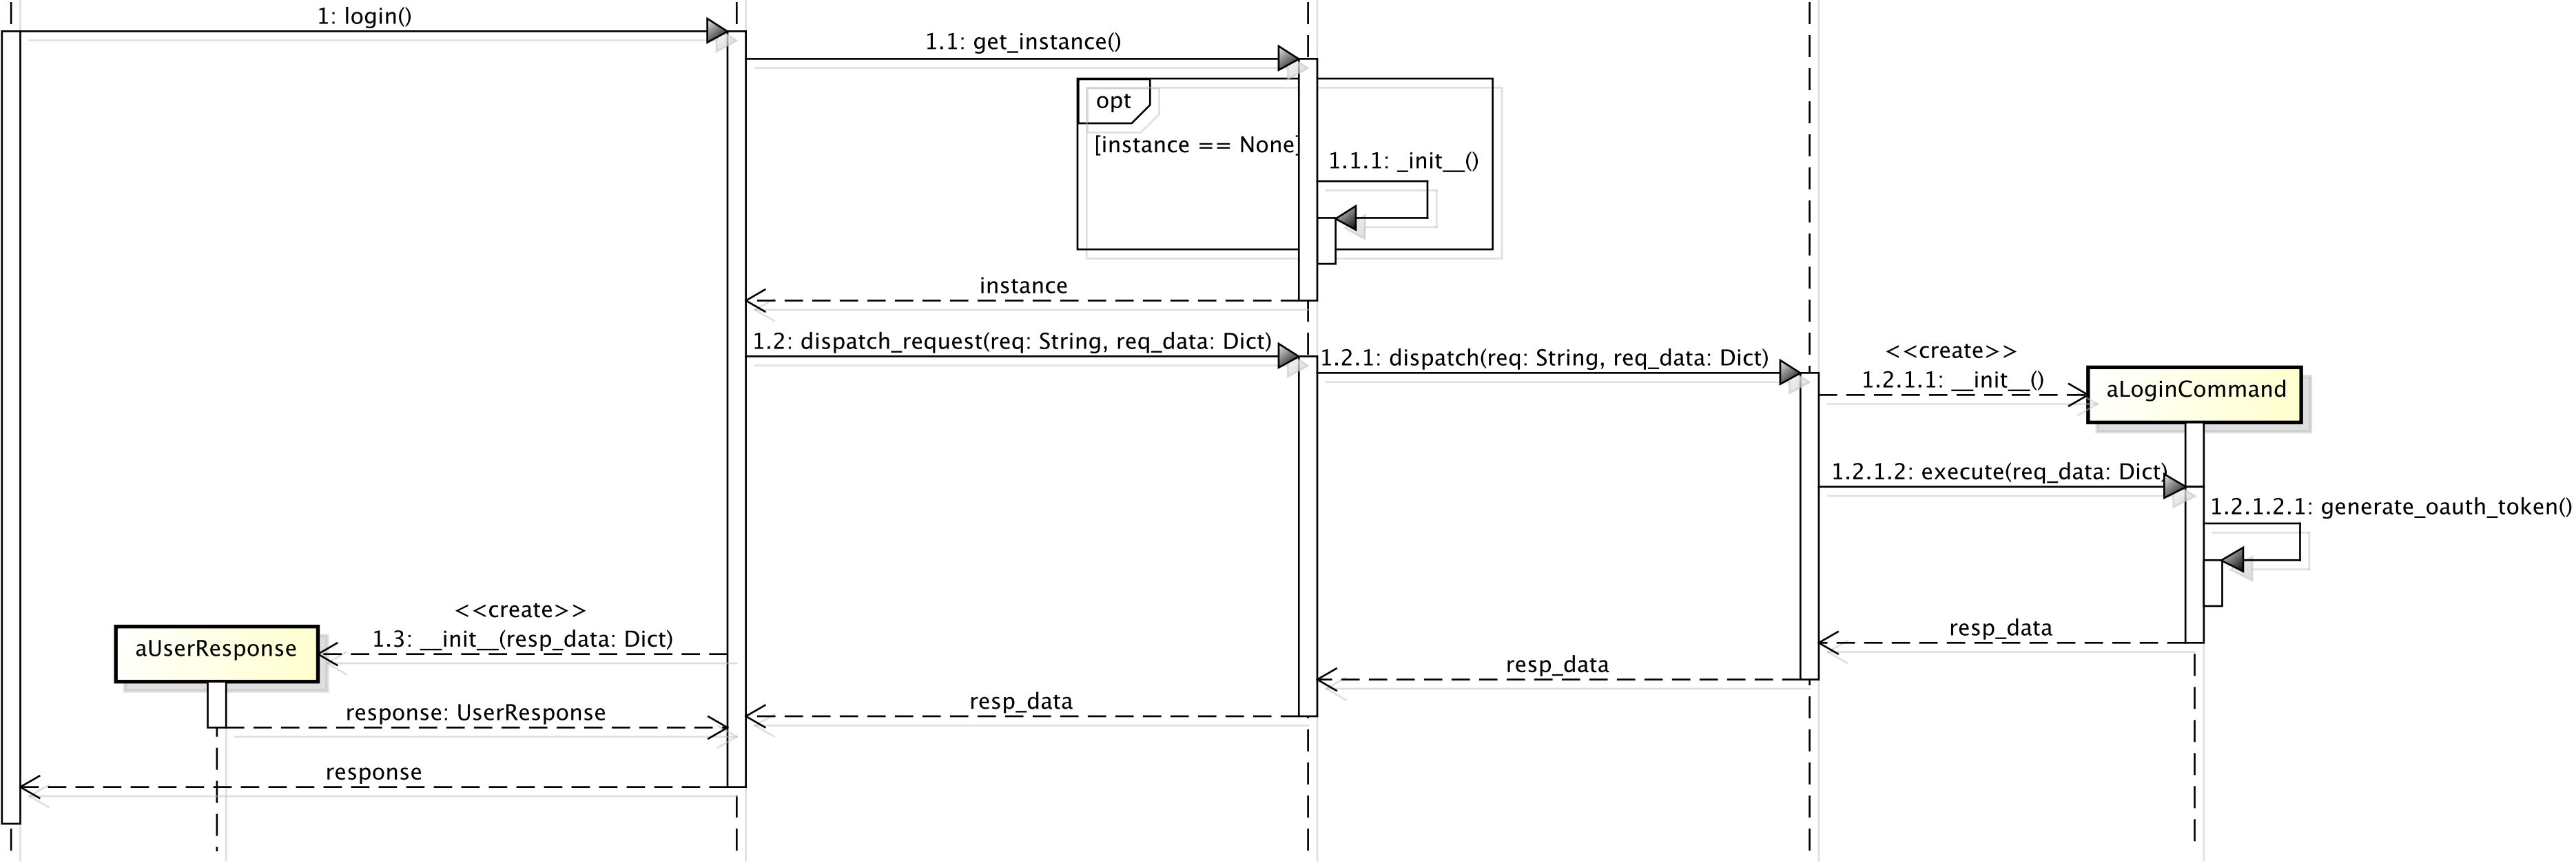 1: login()
1.1: get_instance()
opt
[instance == None]
1.1.1: _init__()
instance
1.2: dispatch_request(req: String, req_data: Dict)
1.2.1: dispatch(req: String, req_data: Dict)
<<create>>
1.2.1.1: __init__()
aLoginCommand
1.2.1.2: execute(req_data: Dict)
1.2.1.2.1: generate_oauth_token()
<<create>>
1.3: __init__(resp_data: Dict)
aUserResponse
resp_data
resp_data
resp_data
response: UserResponse
response